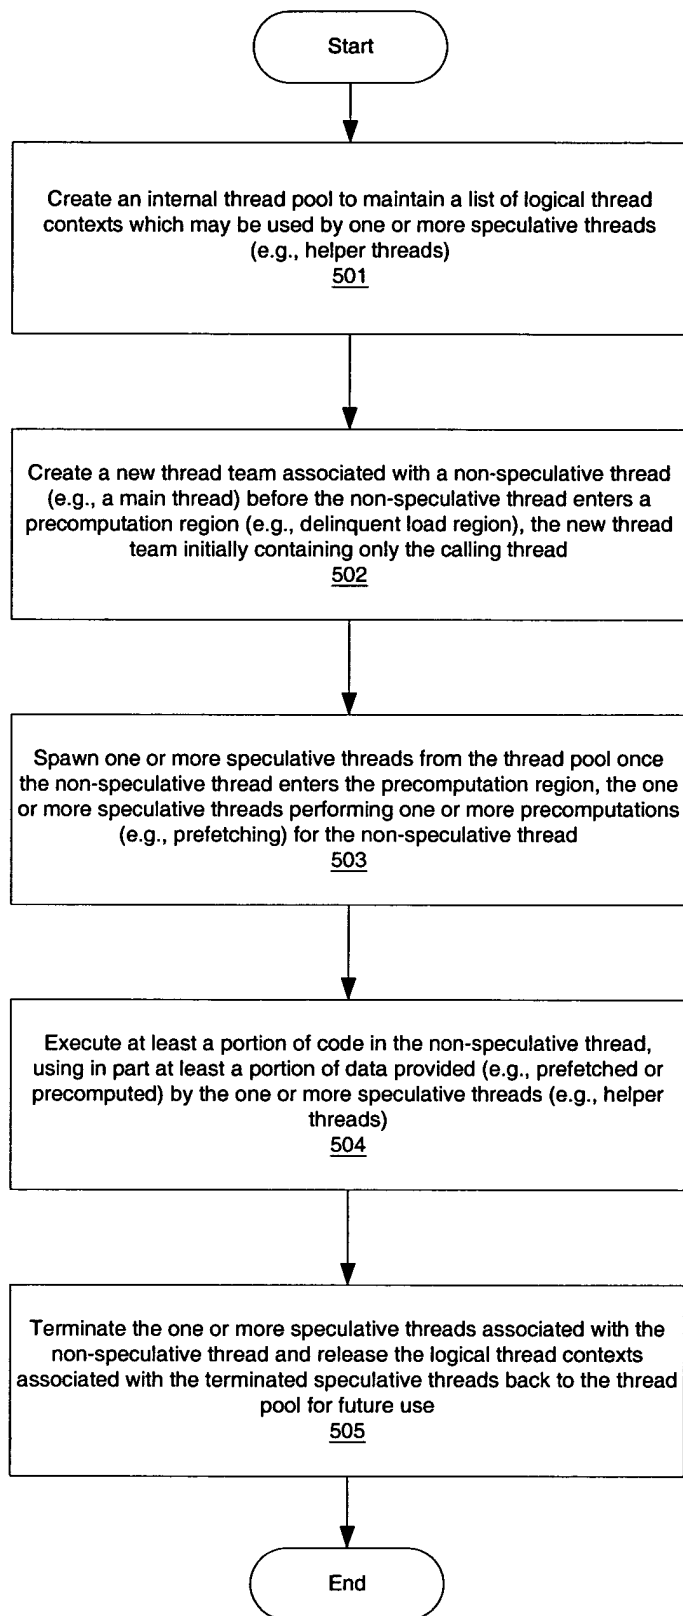 Start
Create an internal thread pool to maintain a list of logical thread
contexts which may be used by one or more speculative threads
(e.g., helper threads)
501
Create a new thread team associated with a non-speculative thread
(e.g., a main thread) before the non-speculative thread enters a
precomputation region (e.g., delinquent load region), the new thread
team initially containing only the calling thread
502
Spawn one or more speculative threads from the thread pool once
the non-speculative thread enters the precomputation region, the one
or more speculative threads performing one or more precomputations
(e.g., prefetching) for the non-speculative thread
503
Execute at least a portion of code in the non-speculative thread,
using in part at least a portion of data provided (e.g., prefetched or
precomputed) by the one or more speculative threads (e.g., helper
threads)
504
Terminate the one or more speculative threads associated with the
non-speculative thread and release the logical thread contexts
associated with the terminated speculative threads back to the thread
pool for future use
505
End